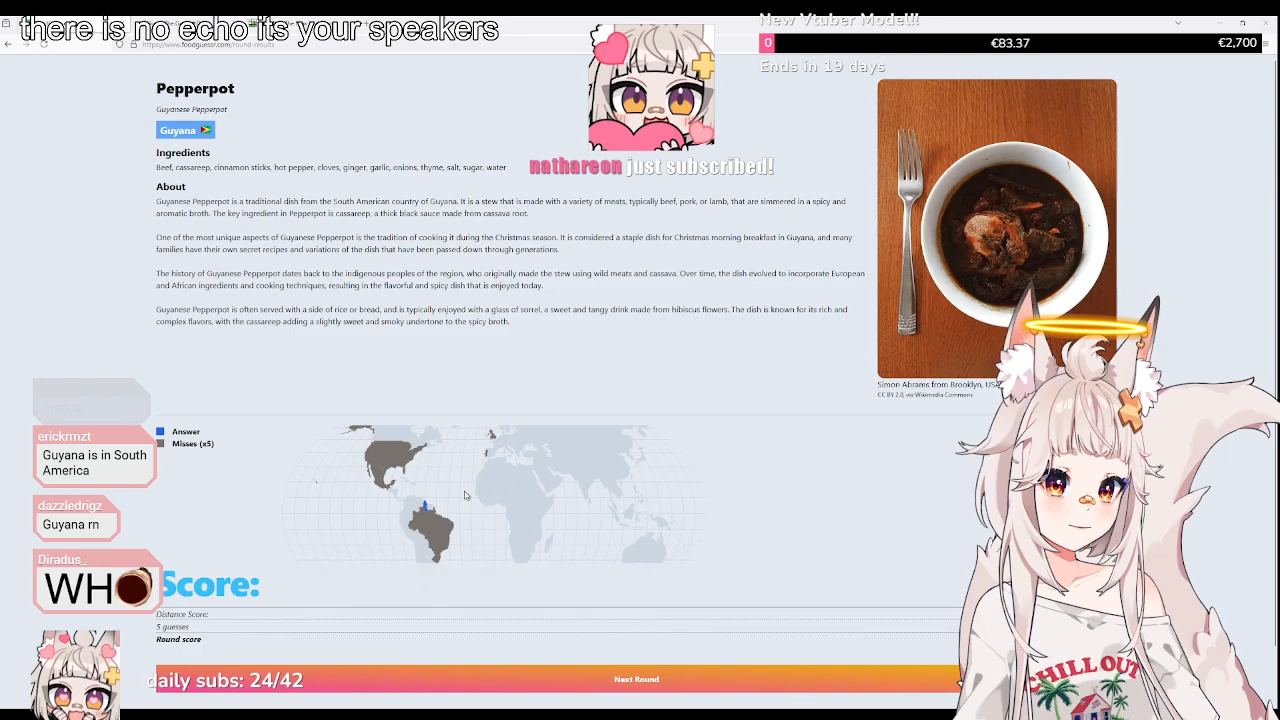 there is no echo its your speakers
https://www.foodguessr.com/round-results
New Vtuber Model!!
0 €83.37 €2,700
Ends in 19 days
Pepperpot
Guyanese Pepperpot
Guyana
Ingredients
Beef, cassareep, cinnamon sticks, hot pepper, cloves, ginger, garlic, onions, thyme, salt, sugar, water
nathareon just subscribed!
About
Guyanese Pepperpot is a traditional dish from the South American country of Guyana. It is a stew that is made with a variety of meats, typically beef, pork, or lamb, that are simmered in a spicy and
aromatic broth. The key ingredient in Pepperpot is cassareep, a thick black sauce made from cassava root.
One of the most unique aspects of Guyanese Pepperpot is the tradition of cooking it during the Christmas season. It is considered a staple dish for Christmas morning breakfast in Guyana, and many
families have their own secret recipes and variations of the dish that have been passed down through generations.
The history of Guyanese Pepperpot dates back to the indigenous peoples of the region, who originally made the stew using wild meats and cassava. Over time, the dish evolved to incorporate European
and African ingredients and cooking techniques, resulting in the flavorful and spicy dish that is enjoyed today.
Guyanese Pepperpot is often served with a side of rice or bread, and is typically enjoyed with a glass of sorrel, a sweet and tangy drink made from hibiscus flowers. The dish is known for its rich and
complex flavors, with the cassareep adding a slightly sweet and smoky undertone to the spicy broth.
Simon Abrams from Brooklyn, USA
CC BY 2.0, via Wikimedia Commons
Answer
Misses (x5)
erickrmzt
Guyana is in South
America
dazzledrigz
Guyana rn
Diradus_
WH
Score:
Distance Score:
5 guesses
Round score
daily subs: 24/42
Next Round
CHILL OUT